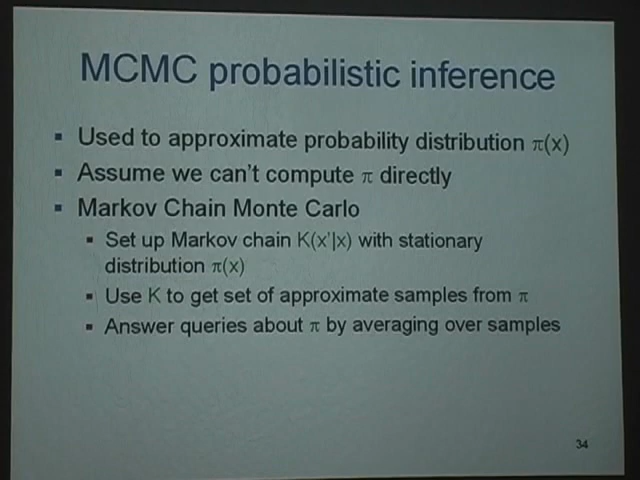 MCMC probabilistic inference
▪ Used to approximate probability distribution π(x)
▪ Assume we can't compute π directly
▪ Markov Chain Monte Carlo
▪ Set up Markov chain K(x'|x) with stationary
distribution π(x)
▪ Use K to get set of approximate samples from π
▪ Answer queries about π by averaging over samples
34